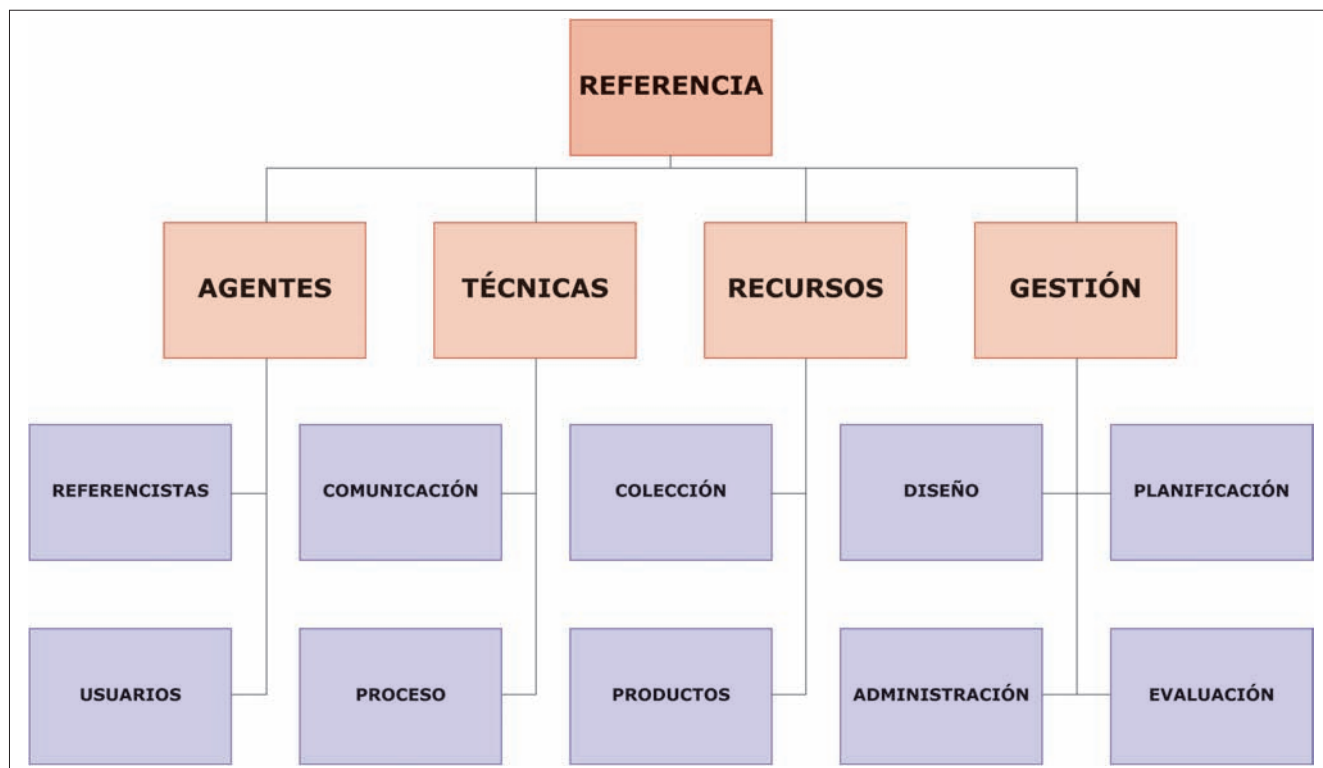 REFERENCIA
AGENTES
TÉCNICAS
RECURSOS
GESTIÓN
REFERENCISTAS
COMUNICACIÓN
COLECCIÓN
DISEÑO
PLANIFICACIÓN
USUARIOS
PROCESO
PRODUCTOS
ADMINISTRACIÓN
EVALUACIÓN